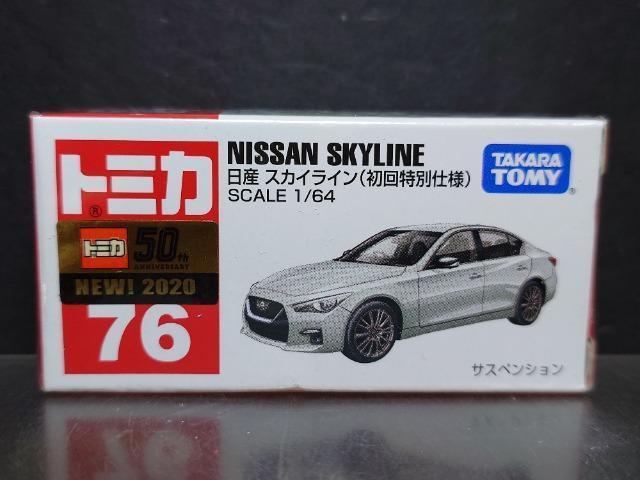 トミカ
®
トミカ 50th
ANNIVERSARY
NEW! 2020
76
NISSAN SKYLINE
日産 スカイライン(初回特別仕様)
SCALE 1/64
TAKARA
TOMY
®
サスペンション